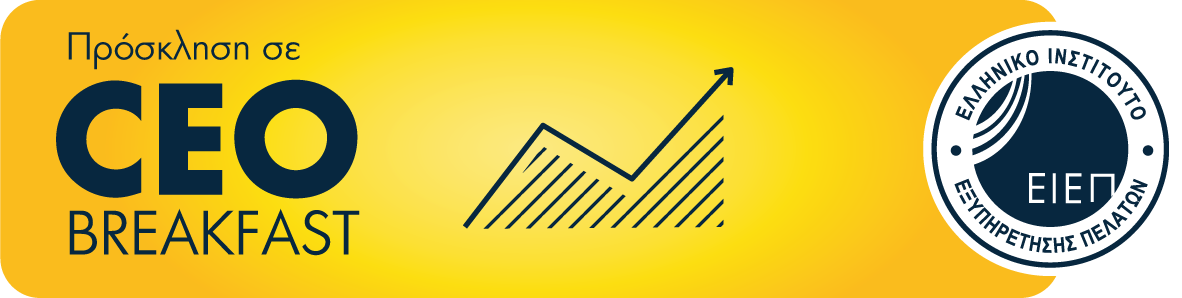 Πρόσκληση σε
CEO
BREAKFAST
ΕΛΛΗΝΙΚΟ ΙΝΣΤΙΤΟΥΤΟ
ΕΙΕΠ
ΕΞΥΠΗΡΕΤΗΣΗΣ ΠΕΛΑΤΩΝ